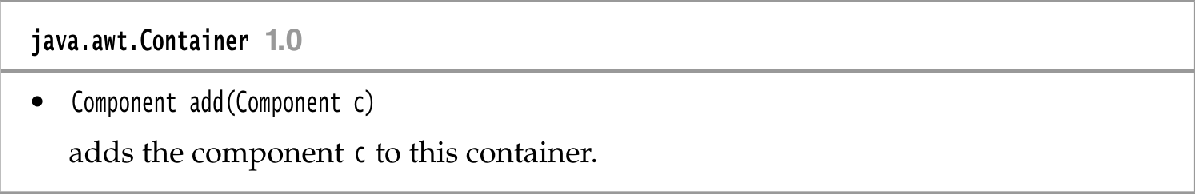 java.awt.Container 1.0
• Component add(Component c)
adds the component c to this container.